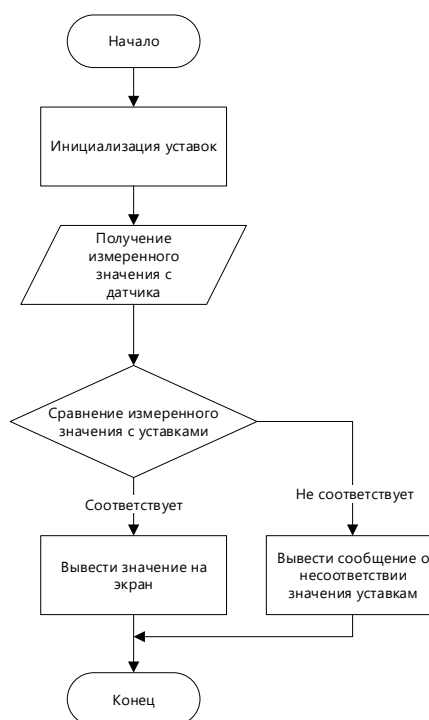 Начало
Инициализация уставок
Получение
измеренного
значения с
датчика
Сравнение измеренного
значения с уставками
Соответствует
Не соответствует
Вывести значение на
экран
Вывести сообщение о
несоответствии
значения уставкам
Конец